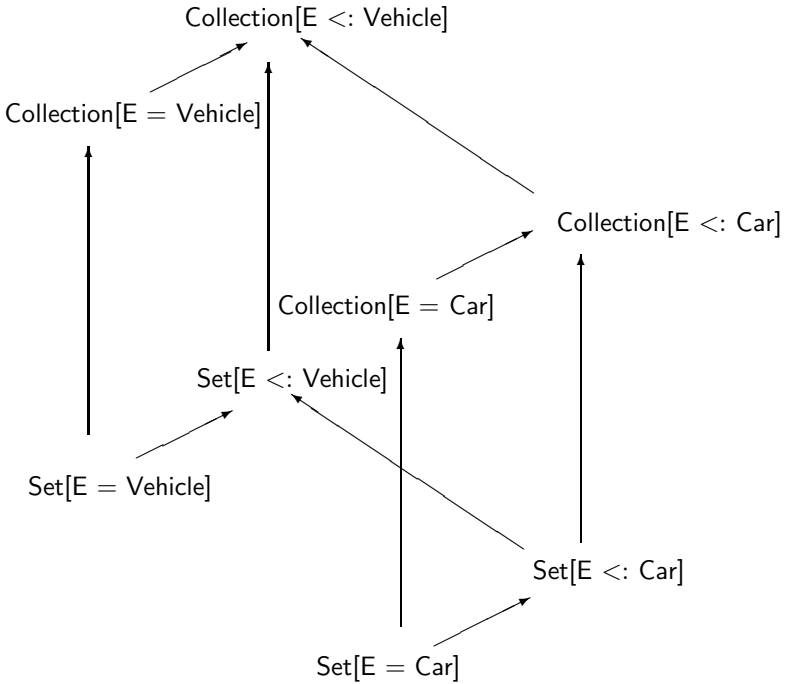 Collection[E <: Vehicle]
Collection[E = Vehicle]
Collection[E <: Car]
Collection[E = Car]
Set[E <: Vehicle]
Set[E = Vehicle]
Set[E <: Car]
Set[E = Car]